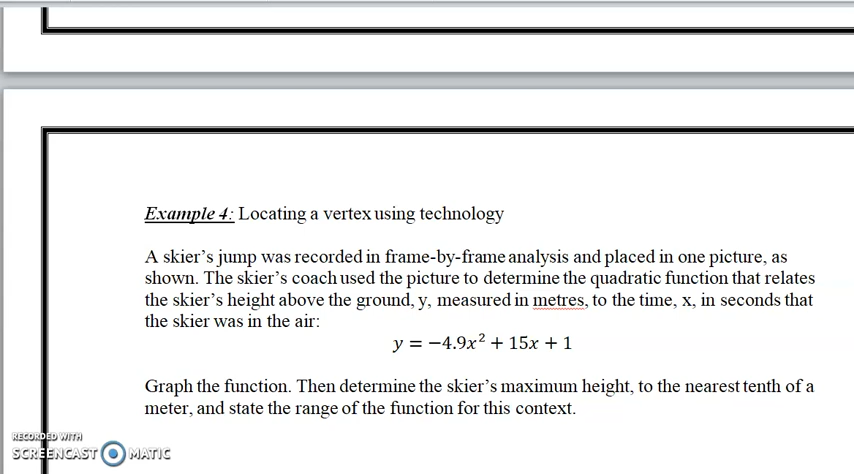 Example 4: Locating a vertex using technology
A skier's jump was recorded in frame-by-frame analysis and placed in one picture, as
shown. The skier's coach used the picture to determine the quadratic function that relates
the skier's height above the ground, y, measured in metres, to the time, x, in seconds that
the skier was in the air:
y = −4.9x² + 15x + 1
Graph the function. Then determine the skier's maximum height, to the nearest tenth of a
meter, and state the range of the function for this context.
RECORDED WITH
SCREENCAST MATIC